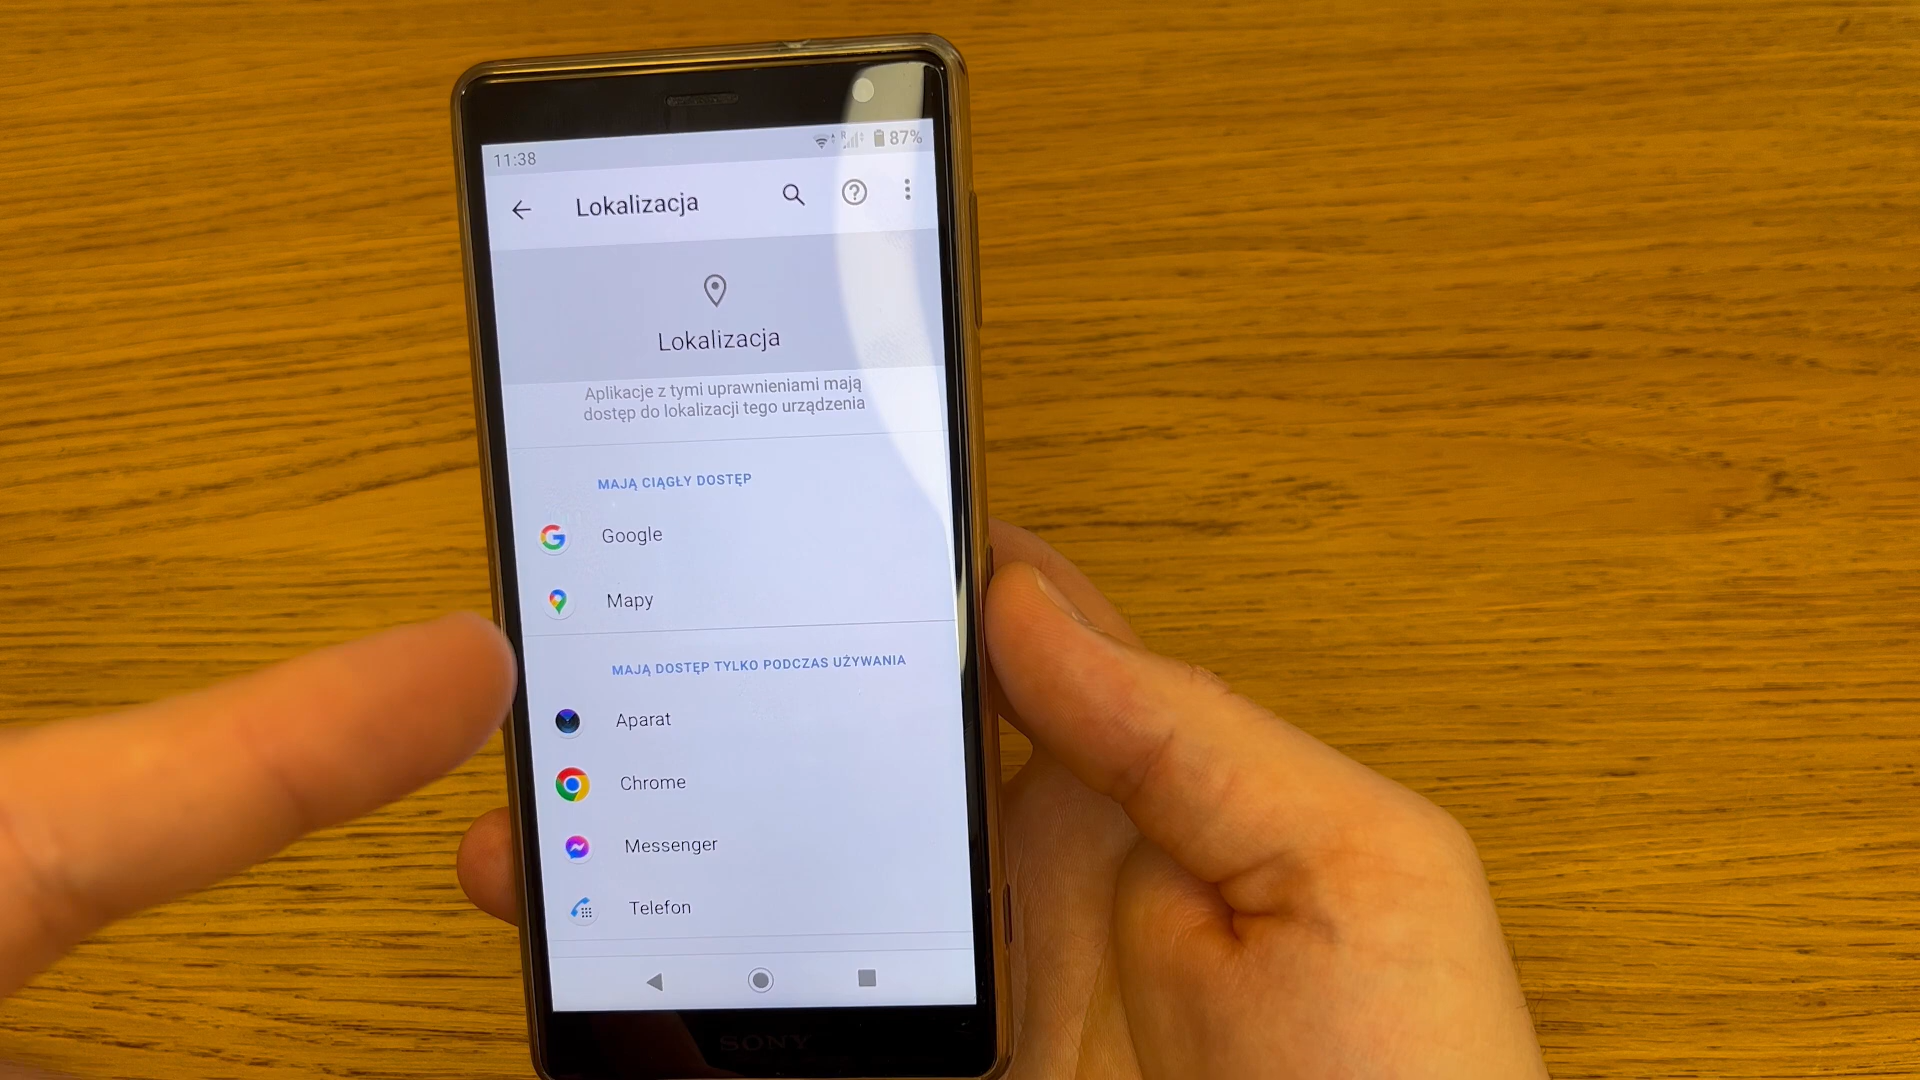 11:38
R
87%
Lokalizacja
Lokalizacja
Aplikacje z tymi uprawnieniami mają
dostęp do lokalizacji tego urządzenia
MAJĄ CIĄGŁY DOSTĘP
Google
Mapy
MAJĄ DOSTĘP TYLKO PODCZAS UŻYWANIA
Aparat
Chrome
Messenger
Telefon
SONY